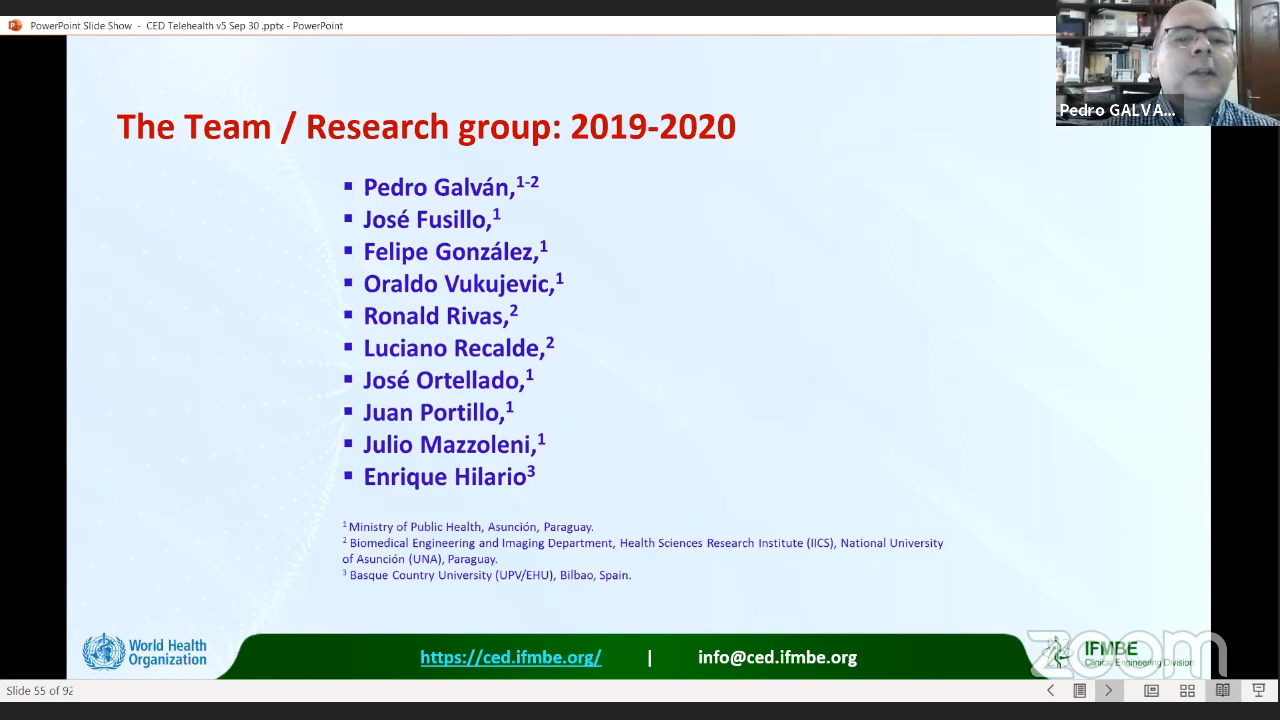 PowerPoint Slide Show - CED Telehealth v5 Sep 30 .pptx - PowerPoint
Pedro GALVA...
The Team / Research group: 2019-2020
▪ Pedro Galván,1-2
▪ José Fusillo,1
▪ Felipe González,1
▪ Oraldo Vukujevic,1
▪ Ronald Rivas,2
▪ Luciano Recalde,2
▪ José Ortellado,1
▪ Juan Portillo,1
▪ Julio Mazzoleni,1
▪ Enrique Hilario3
1 Ministry of Public Health, Asunción, Paraguay.
2 Biomedical Engineering and Imaging Department, Health Sciences Research Institute (IICS), National University
of Asunción (UNA), Paraguay.
3 Basque Country University (UPV/EHU), Bilbao, Spain.
World Health
Organization
https://ced.ifmbe.org/ | info@ced.ifmbe.org
zoom
IFMBE
Clinical Engineering Division
Slide 55 of 92